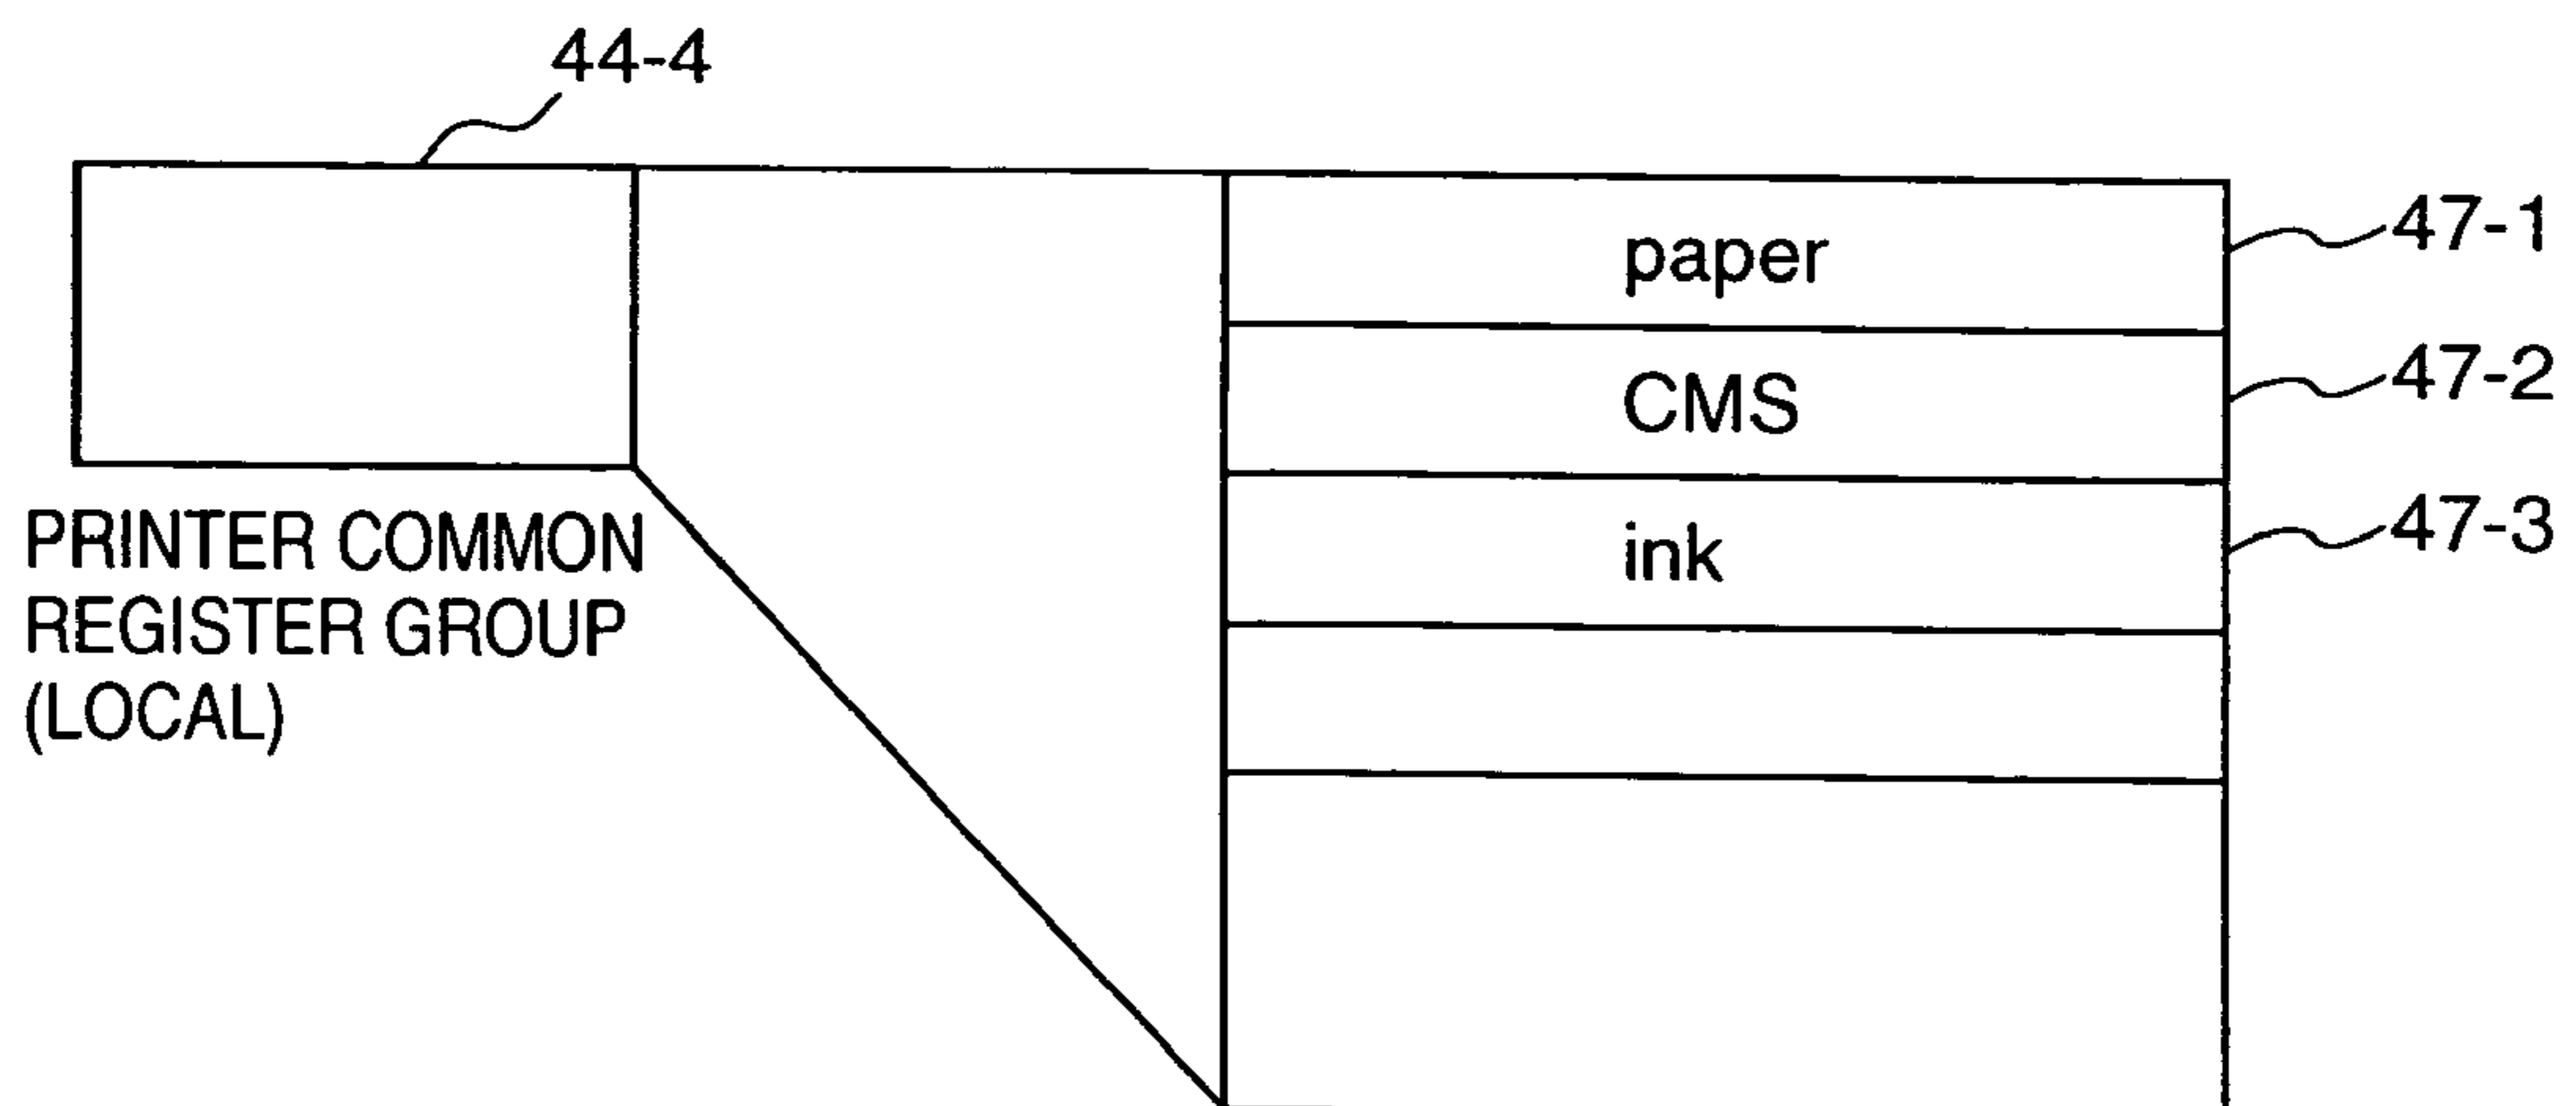 44-4
paper
47-1
CMS
47-2
ink
47-3
PRINTER COMMON
REGISTER GROUP
(LOCAL)